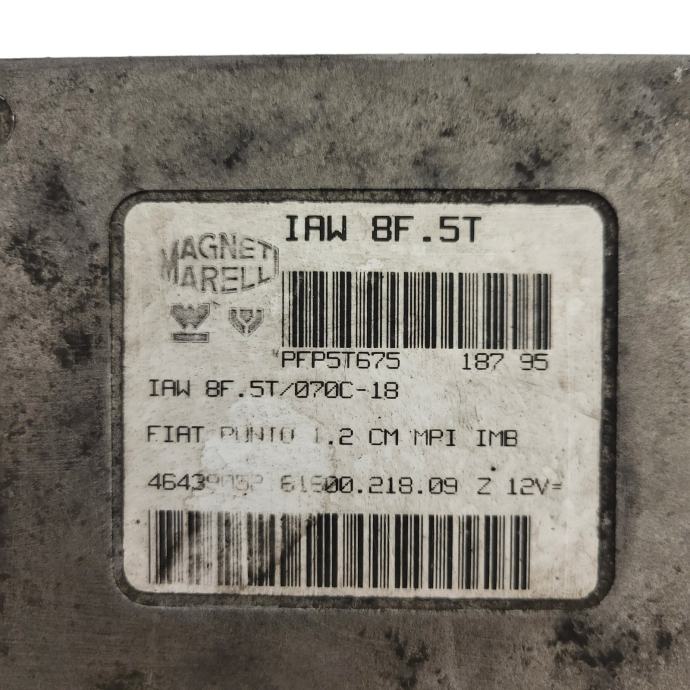 IAW 8F.5T
MAGNETI
MARELLI
PFP5T675 187 95
IAW 8F.5T/070C-18
FIAT PUNTO 1.2 CM MPI IMB
61600.218.09 Z 12V=